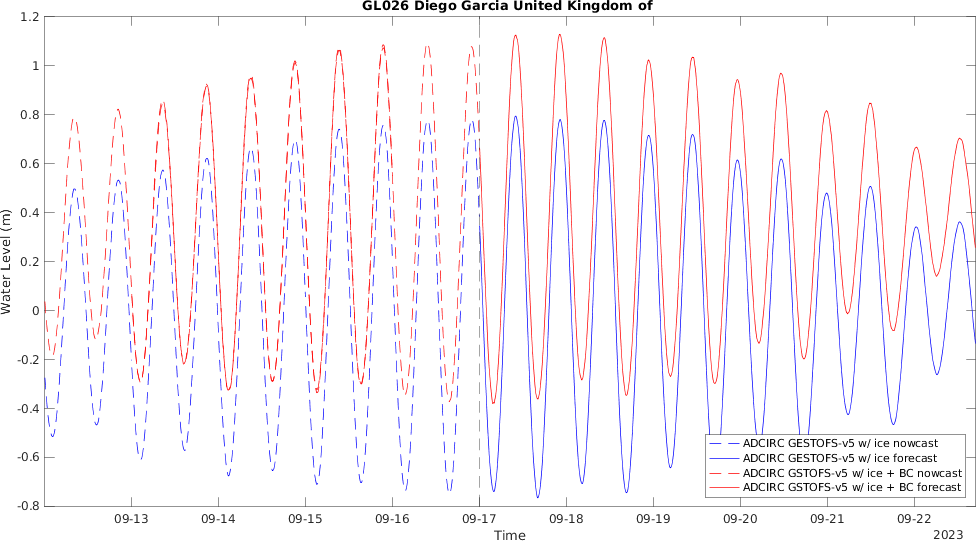 GL026 Diego Garcia United Kingdom of
Water Level (m)
1.2
1
0.8
0.6
0.4
0.2
0
-0.2
-0.4
-0.6
-0.8
ADCIRC GESTOFS-v5 w/ ice nowcast
ADCIRC GESTOFS-v5 w/ ice forecast
ADCIRC GSTOFS-v5 w/ ice + BC nowcast
ADCIRC GSTOFS-v5 w/ ice + BC forecast
09-13 09-14 09-15 09-16 09-17 09-18 09-19 09-20 09-21 09-22
Time
2023